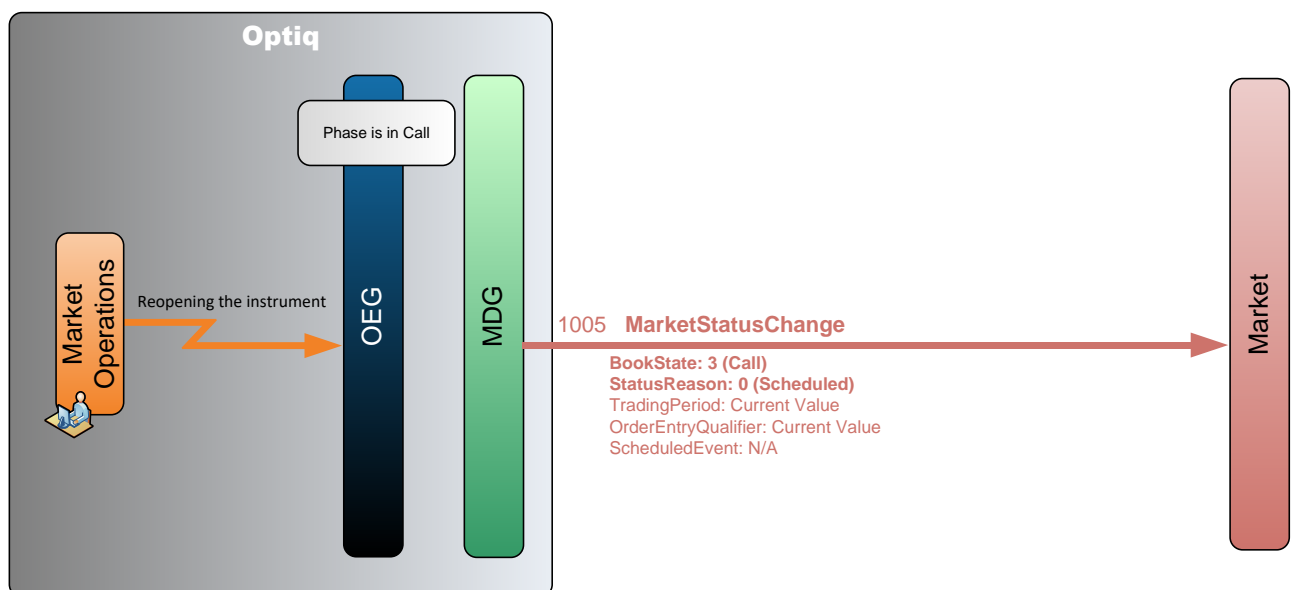 Optiq
Phase is in Call
Market
Operations
Reopening the instrument
OEG
MDG
1005 MarketStatusChange
BookState: 3 (Call)
StatusReason: 0 (Scheduled)
TradingPeriod: Current Value
OrderEntryQualifier: Current Value
ScheduledEvent: N/A
Market